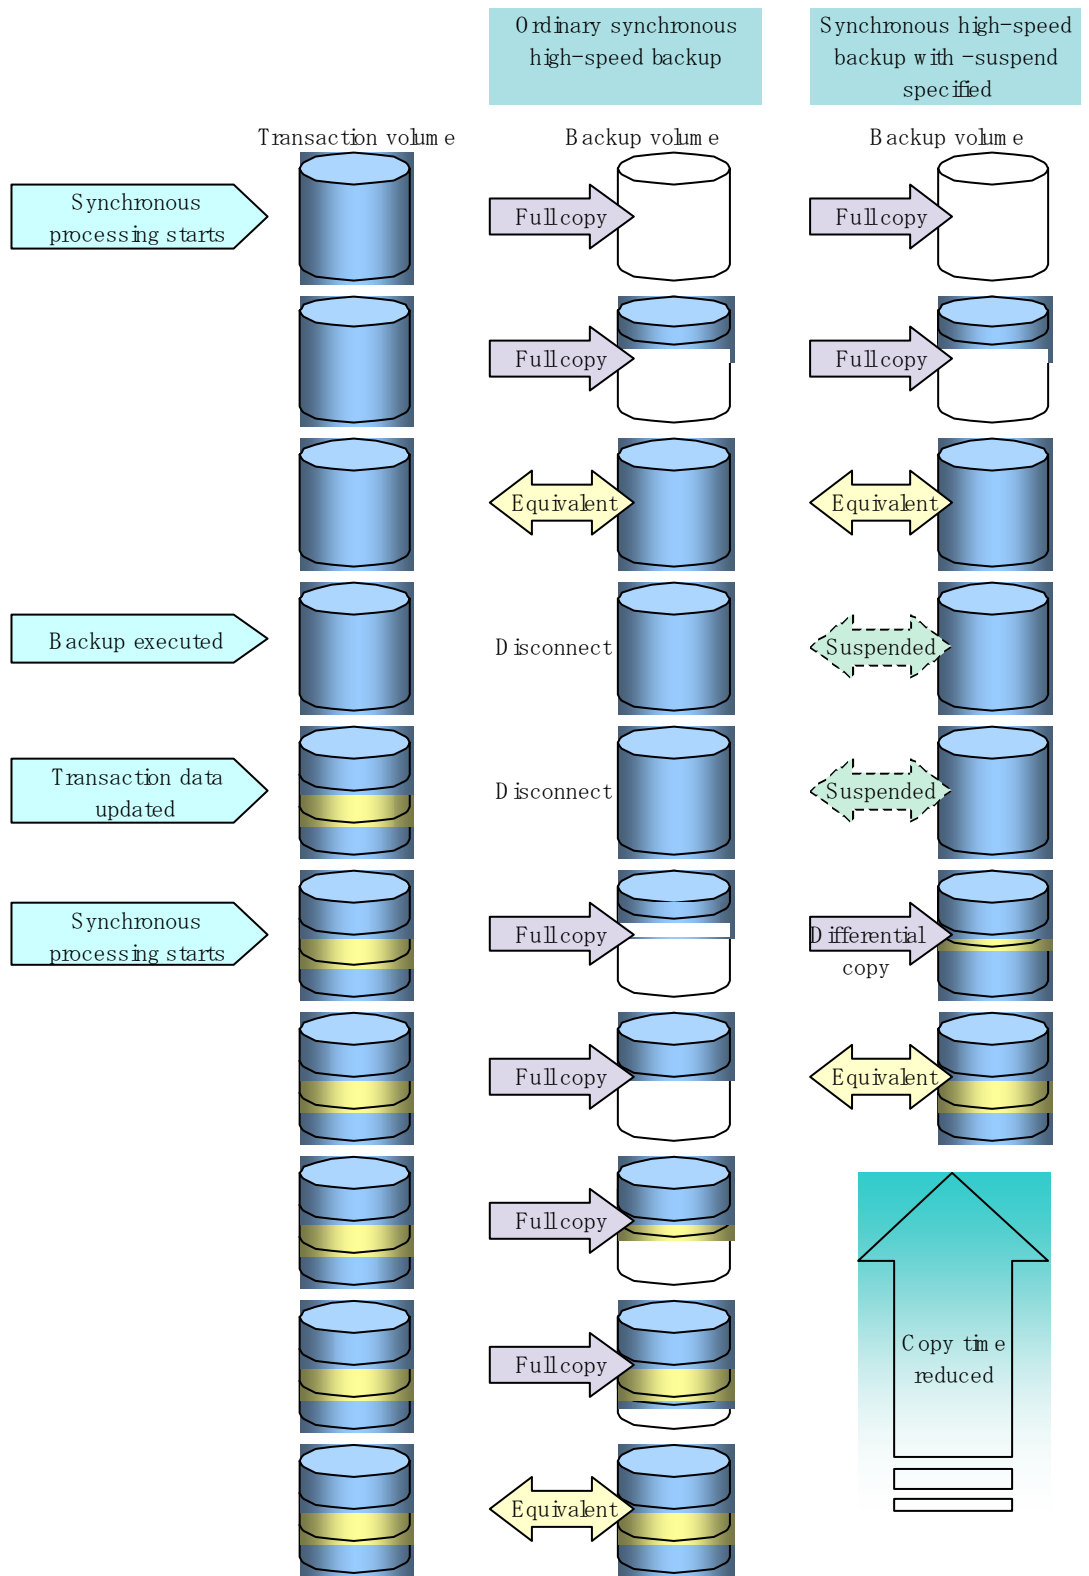 Ordinary synchronous
high-speed backup
Synchronous high-speed
backup with -suspend
specified
Transaction volume
Backup volume
Backup volume
Synchronous
processing starts
Full copy
Full copy
Full copy
Full copy
Equivalent
Equivalent
Backup executed
Disconnect
Suspended
Transaction data
updated
Disconnect
Suspended
Synchronous
processing starts
Full copy
Differential
copy
Full copy
Equivalent
Full copy
Copy time
reduced
Full copy
Equivalent